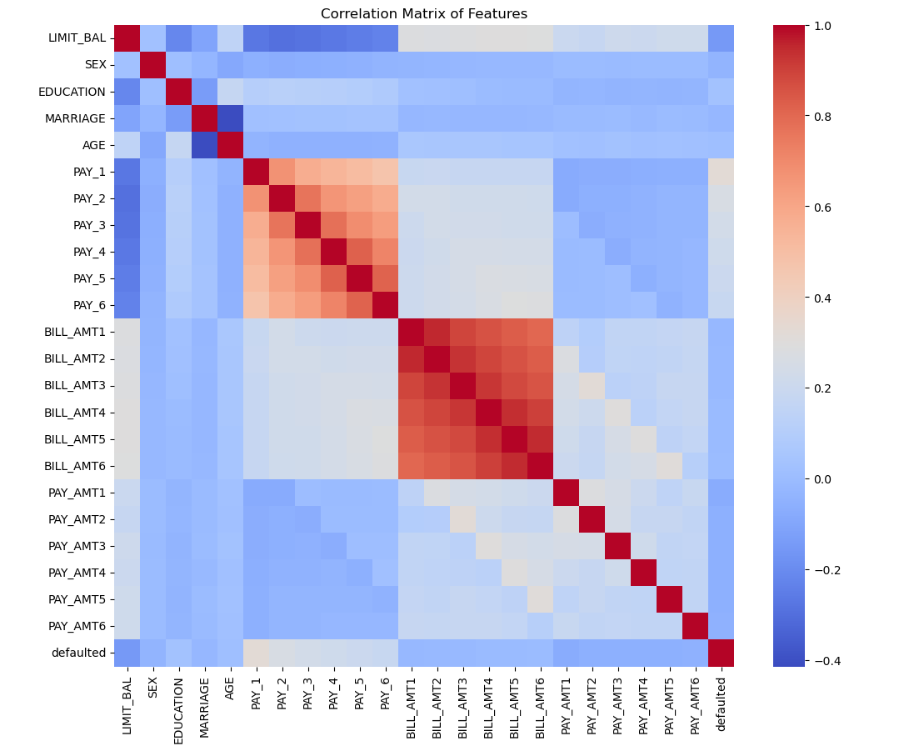 Correlation Matrix of Features
LIMIT_BAL
SEX
EDUCATION
MARRIAGE
AGE
PAY_1
PAY_2
PAY_3
PAY_4
PAY_5
PAY_6
BILL_AMT1
BILL_AMT2
BILL_AMT3
BILL_AMT4
BILL_AMT5
BILL_AMT6
PAY_AMT1
PAY_AMT2
PAY_AMT3
PAY_AMT4
PAY_AMT5
PAY_AMT6
defaulted
LIMIT_BAL
SEX
EDUCATION
MARRIAGE
AGE
PAY_1
PAY_2
PAY_3
PAY_4
PAY_5
PAY_6
BILL_AMT1
BILL_AMT2
BILL_AMT3
BILL_AMT4
BILL_AMT5
BILL_AMT6
PAY_AMT1
PAY_AMT2
PAY_AMT3
PAY_AMT4
PAY_AMT5
PAY_AMT6
defaulted
1.0
0.8
0.6
0.4
0.2
0.0
−0.2
−0.4